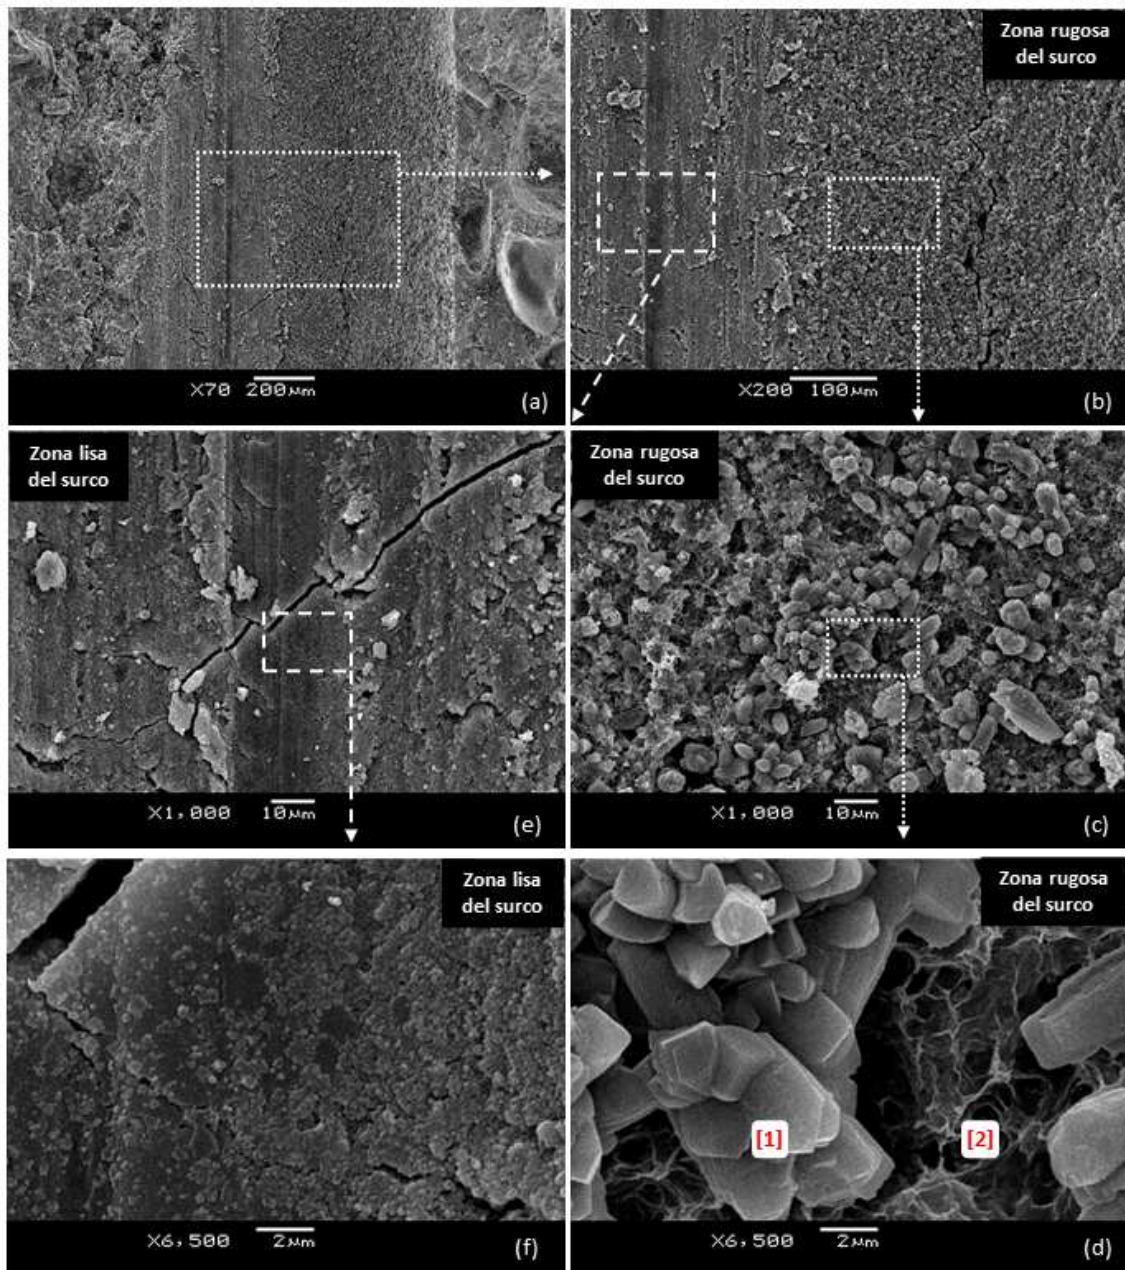 X70 200μm
(a)
Zona rugosa
del surco
X200 100μm
(b)
Zona lisa
del surco
X1,000 10μm
(e)
Zona rugosa
del surco
X1,000 10μm
(c)
Zona lisa
del surco
X6,500 2μm
(f)
Zona rugosa
del surco
[1]
[2]
X6,500 2μm
(d)